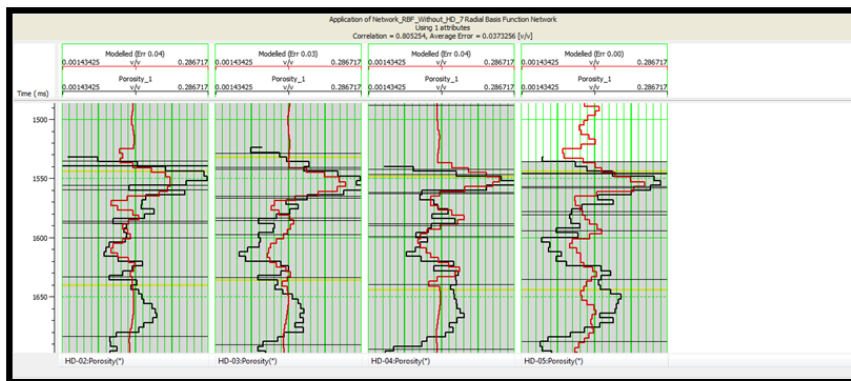 Application of Network_RBF_Without_HD_7 Radial Basis Function Network
Using 1 attributes
Correlation = 0.805254, Average Error = 0.0373256 [v/v]
Modelled (Err 0.04) Modelled (Err 0.03) Modelled (Err 0.04) Modelled (Err 0.00)
0.00143425 v/v 0.286717 0.00143425 v/v 0.286717 0.00143425 v/v 0.286717 0.00143425 v/v 0.286717
Porosity_1 Porosity_1 Porosity_1 Porosity_1
Time (ms) 0.00143425 v/v 0.286717 0.00143425 v/v 0.286717 0.00143425 v/v 0.286717 0.00143425 v/v 0.286717
1500
1550
1600
1650
HD-02:Porosity(*) HD-03:Porosity(*) HD-04:Porosity(*) HD-05:Porosity(*)